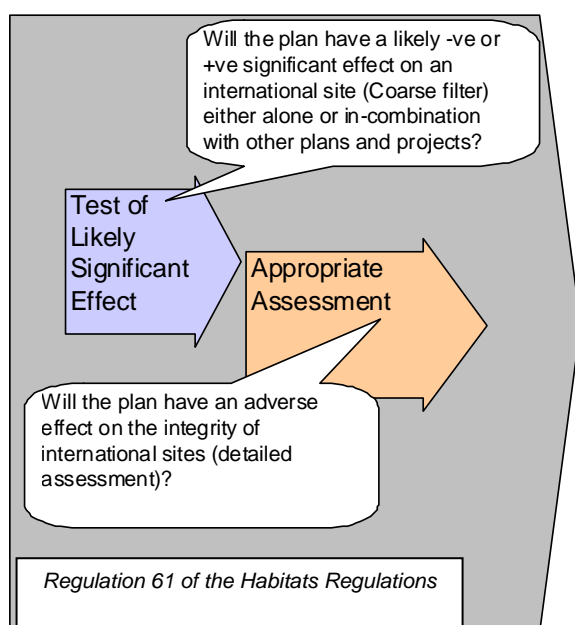 Will the plan have a likely -ve or
+ve significant effect on an
international site (Coarse filter)
either alone or in-combination
with other plans and projects?
Test of
Likely
Significant
Effect
Appropriate
Assessment
Will the plan have an adverse
effect on the integrity of
international sites (detailed
assessment)?
Regulation 61 of the Habitats Regulations